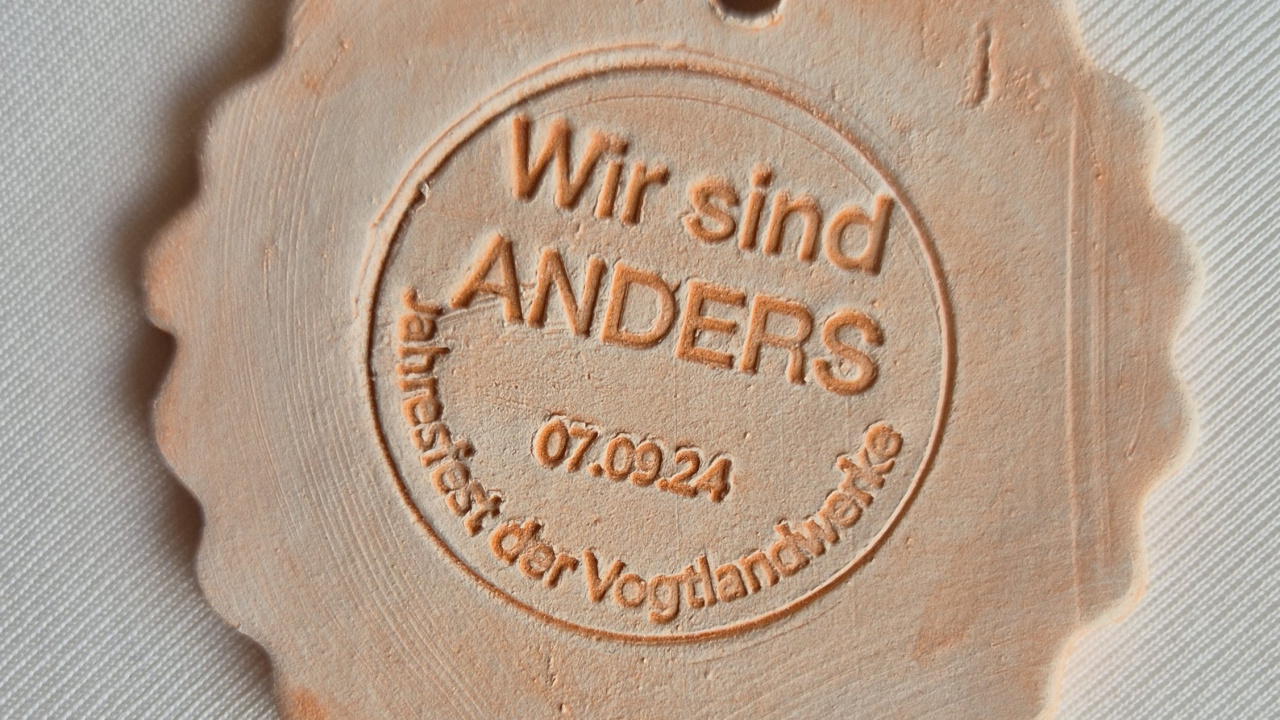 Wir sind
ANDERS
07.09.24
Jahresfest der Vogtlandwerke